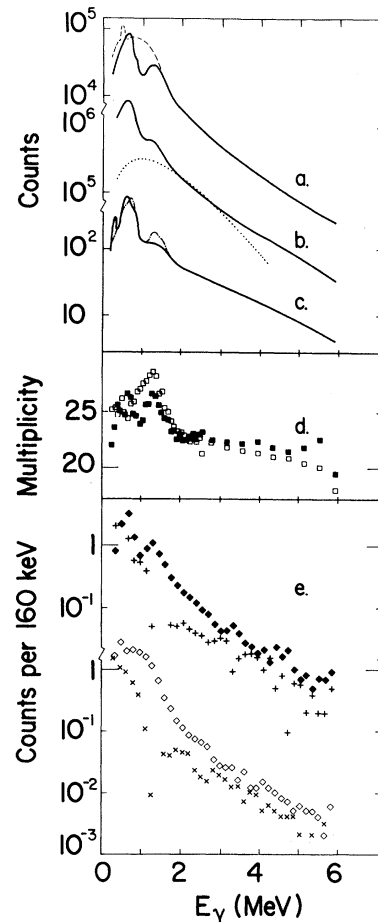 10^5
10^4
10^6
10^5
10^2
10
Counts
a.
b.
c.
25
20
Multiplicity
d.
1
10^-1
1
10^-1
10^-2
10^-3
Counts per 160 keV
e.
0 2 4 6
E_γ (MeV)